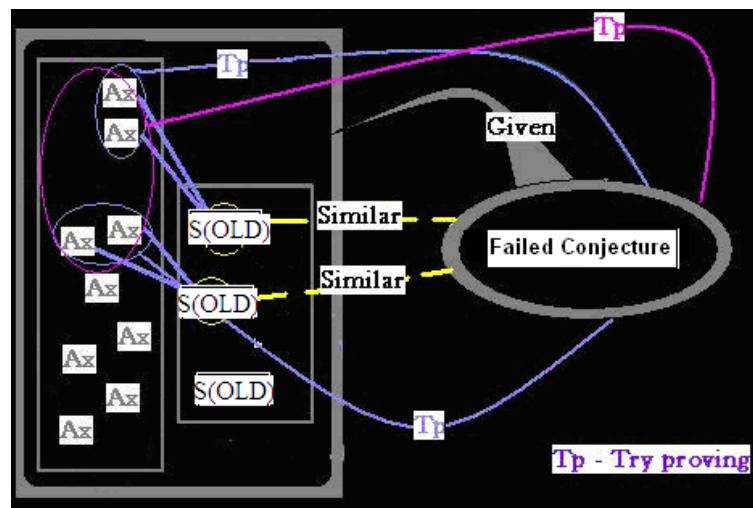 Tp
Tp
Ax
Ax
Given
S(OLD)
Similar
Ax
Ax
Failed Conjecture
Similar
Ax
S(OLD)
Ax
Ax
S(OLD)
Ax
Ax
Tp
Tp - Try proving